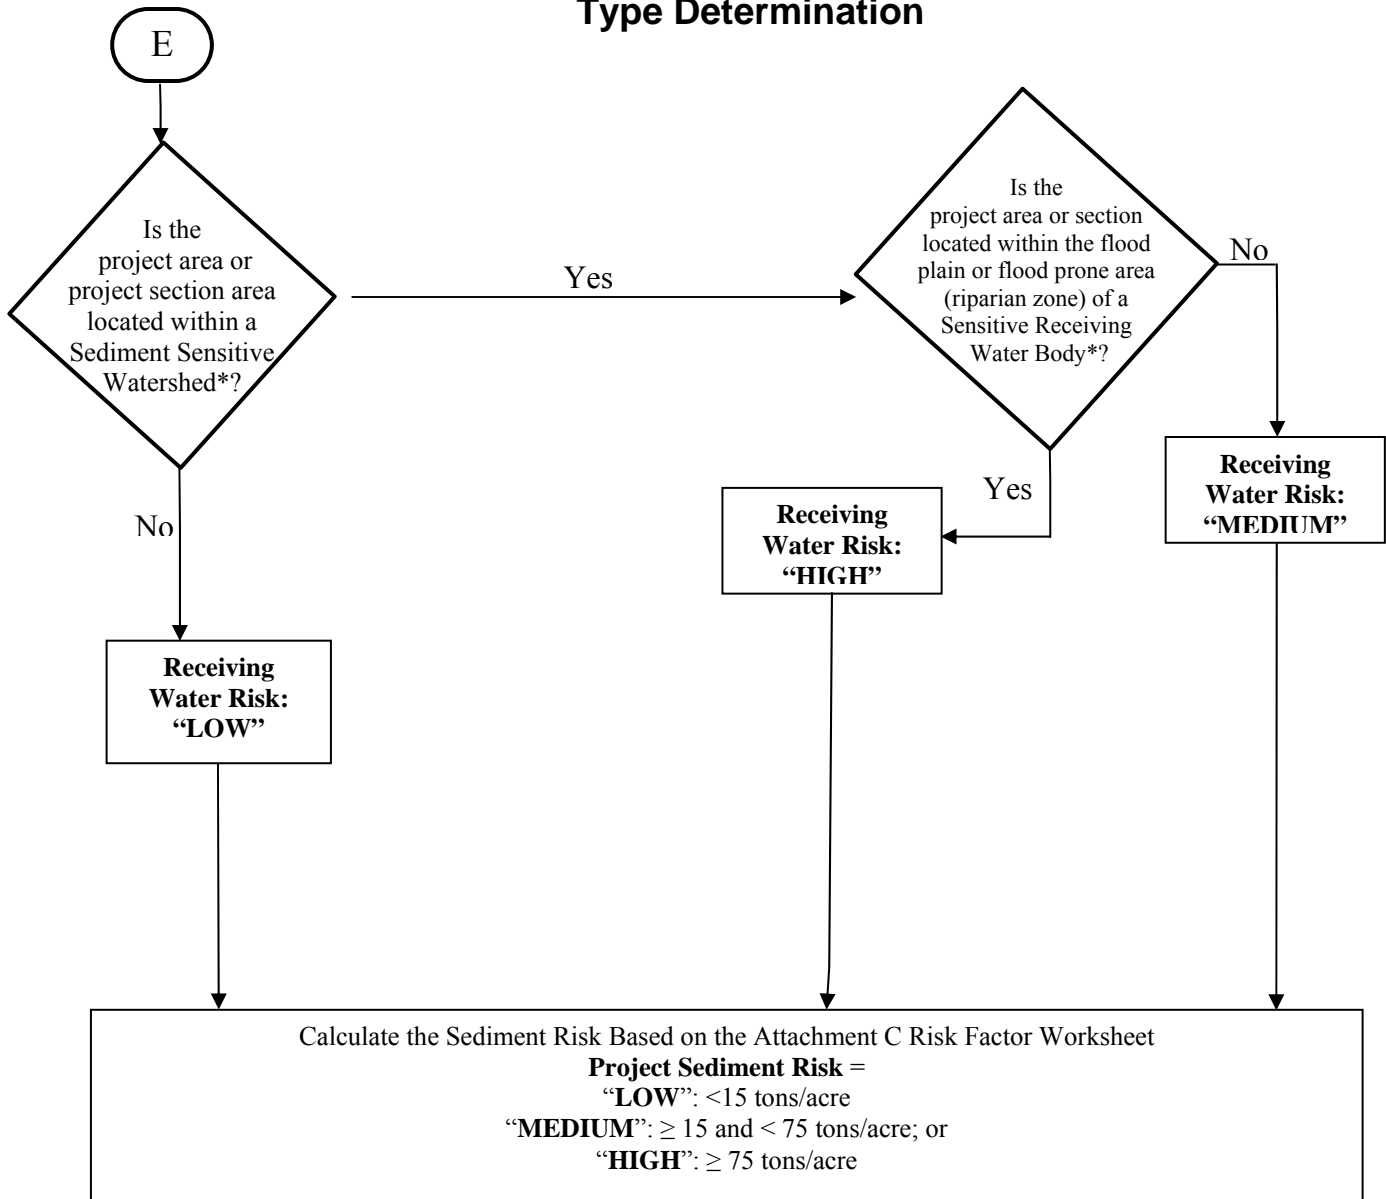 Type Determination
E
Is the
project area or
project section area
located within a
Sediment Sensitive
Watershed*?
Yes
Is the
project area or section
located within the flood
plain or flood prone area
(riparian zone) of a
Sensitive Receiving
Water Body*?
No
Yes
No
Receiving
Water Risk:
“MEDIUM”
Receiving
Water Risk:
“HIGH”
Receiving
Water Risk:
“LOW”
Calculate the Sediment Risk Based on the Attachment C Risk Factor Worksheet
Project Sediment Risk =
“LOW”: <15 tons/acre
“MEDIUM”: ≥ 15 and < 75 tons/acre; or
“HIGH”: ≥ 75 tons/acre